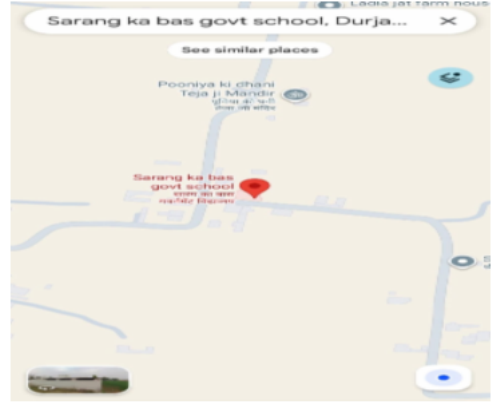 Ladia jat farm hous
Sarang ka bas govt school, Durja...
See similar places
Pooniya ki dhani
Teja ji Mandir
Sarang ka bas
govt school
सारंग का बास
S